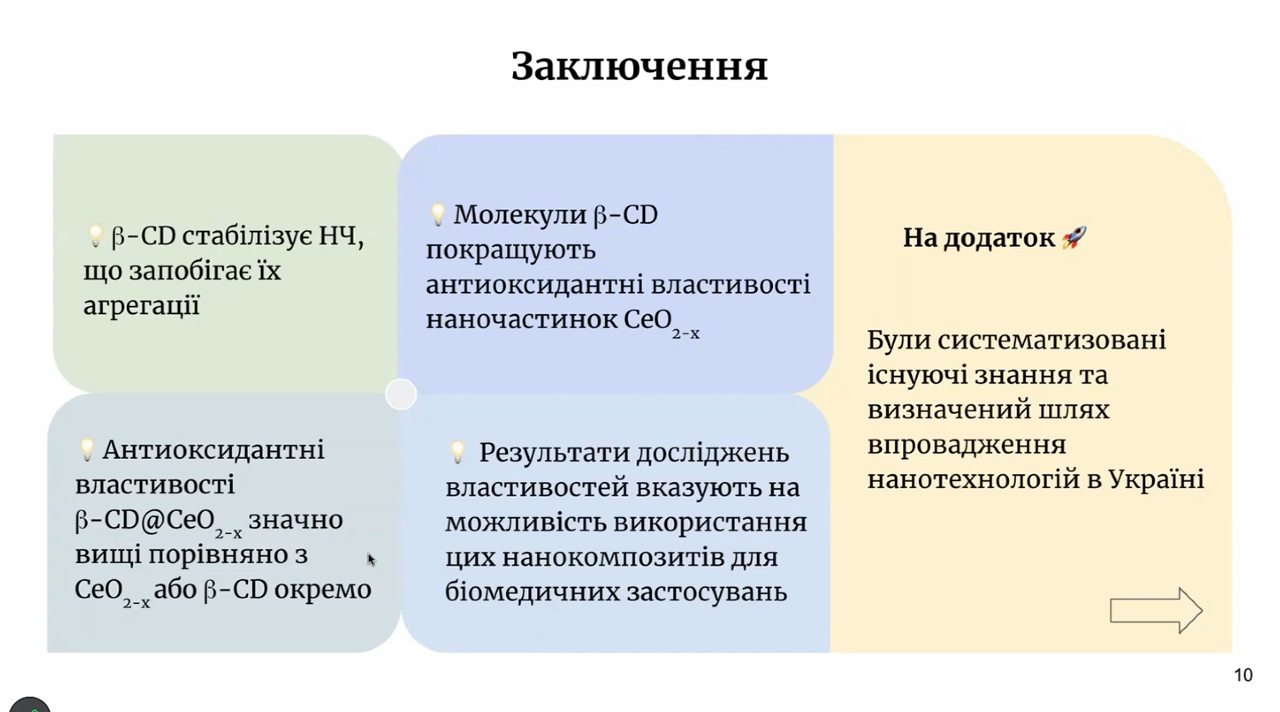 Заключення
💡 β-CD стабілізує НЧ,
що запобігає їх
агрегації
💡 Молекули β-CD
покращують
антиоксидантні властивості
наночастинок CeO₂₋ₓ
💡 Антиоксидантні
властивості
β-CD@CeO₂₋ₓ значно
вищі порівняно з
CeO₂₋ₓ або β-CD окремо
💡 Результати досліджень
властивостей вказують на
можливість використання
цих нанокомпозитів для
біомедичних застосувань
На додаток 🚀
Були систематизовані
існуючі знання та
визначений шлях
впровадження
нанотехнологій в Україні
10